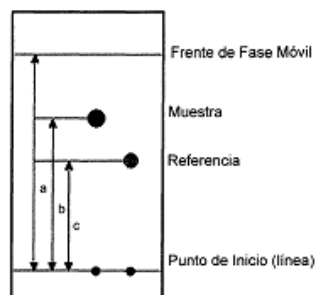 Frente de Fase Móvil
Muestra
Referencia
a
b
c
Punto de Inicio (línea)